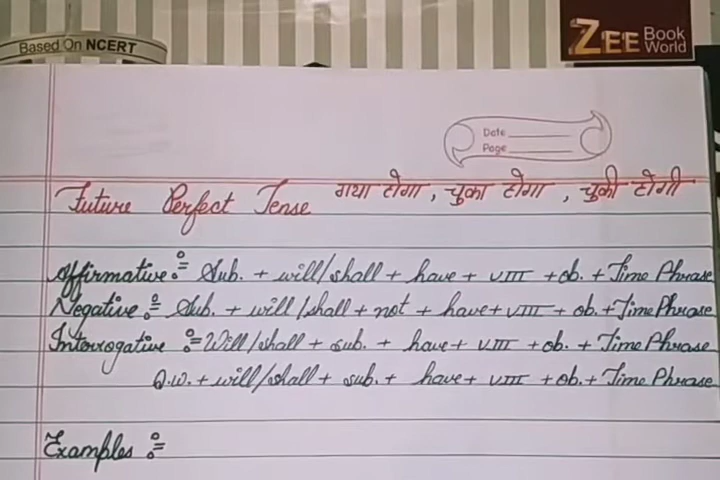 Based On NCERT
ZEE Book World
Date
Page
Future Perfect Tense गया होगा, चुका होगा, चुकी होगी
Affirmative:= Sub. + will/shall + have + VIII + ob. + Time Phrase
Negative:= Sub. + will/shall + not + have + VIII + ob. + Time Phrase
Interrogative:= Will/shall + sub. + have + VIII + ob. + Time Phrase
Q.w. + will/shall + sub. + have + VIII + ob. + Time Phrase
Examples:=